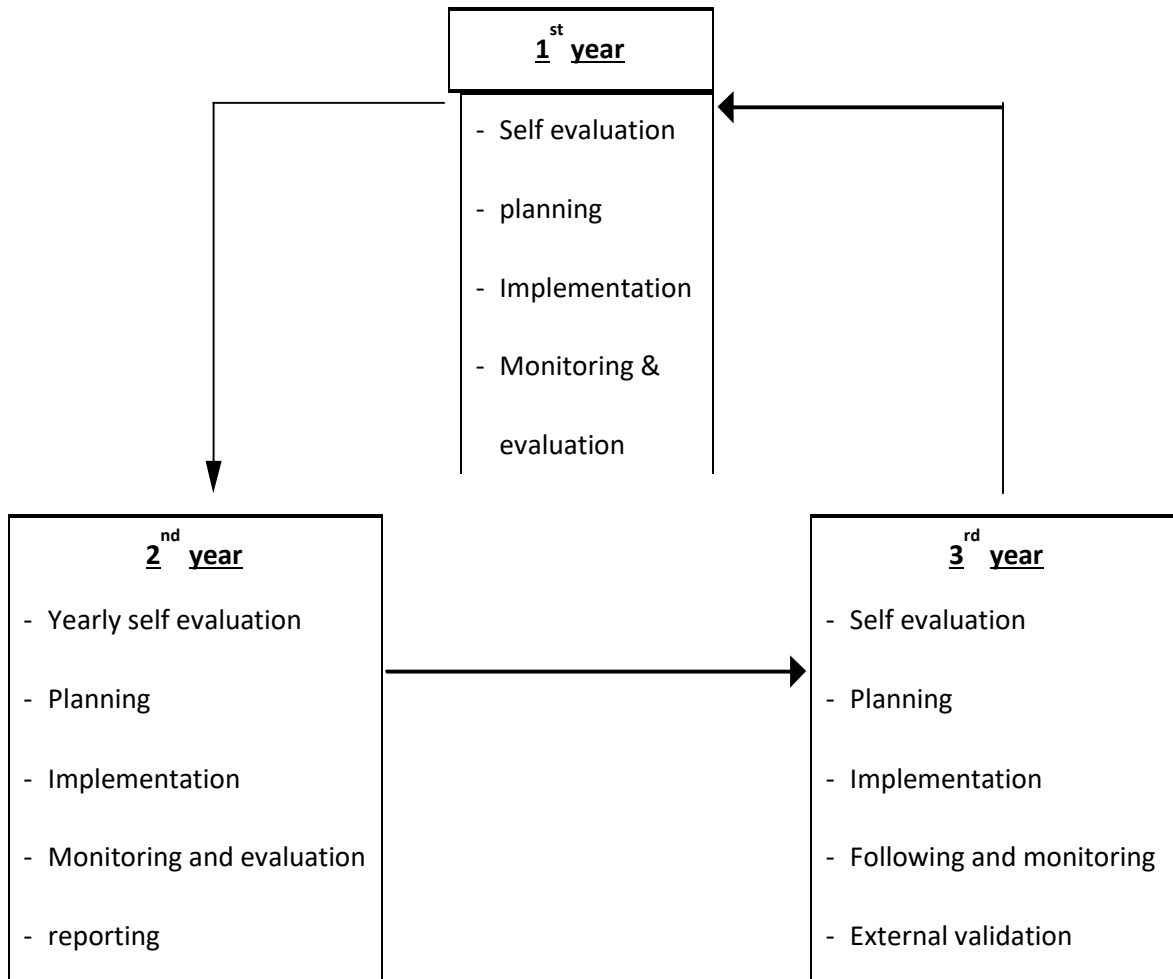 1st year
- Self evaluation
- planning
- Implementation
- Monitoring &
evaluation
2nd year
- Yearly self evaluation
- Planning
- Implementation
- Monitoring and evaluation
- reporting
3rd year
- Self evaluation
- Planning
- Implementation
- Following and monitoring
- External validation